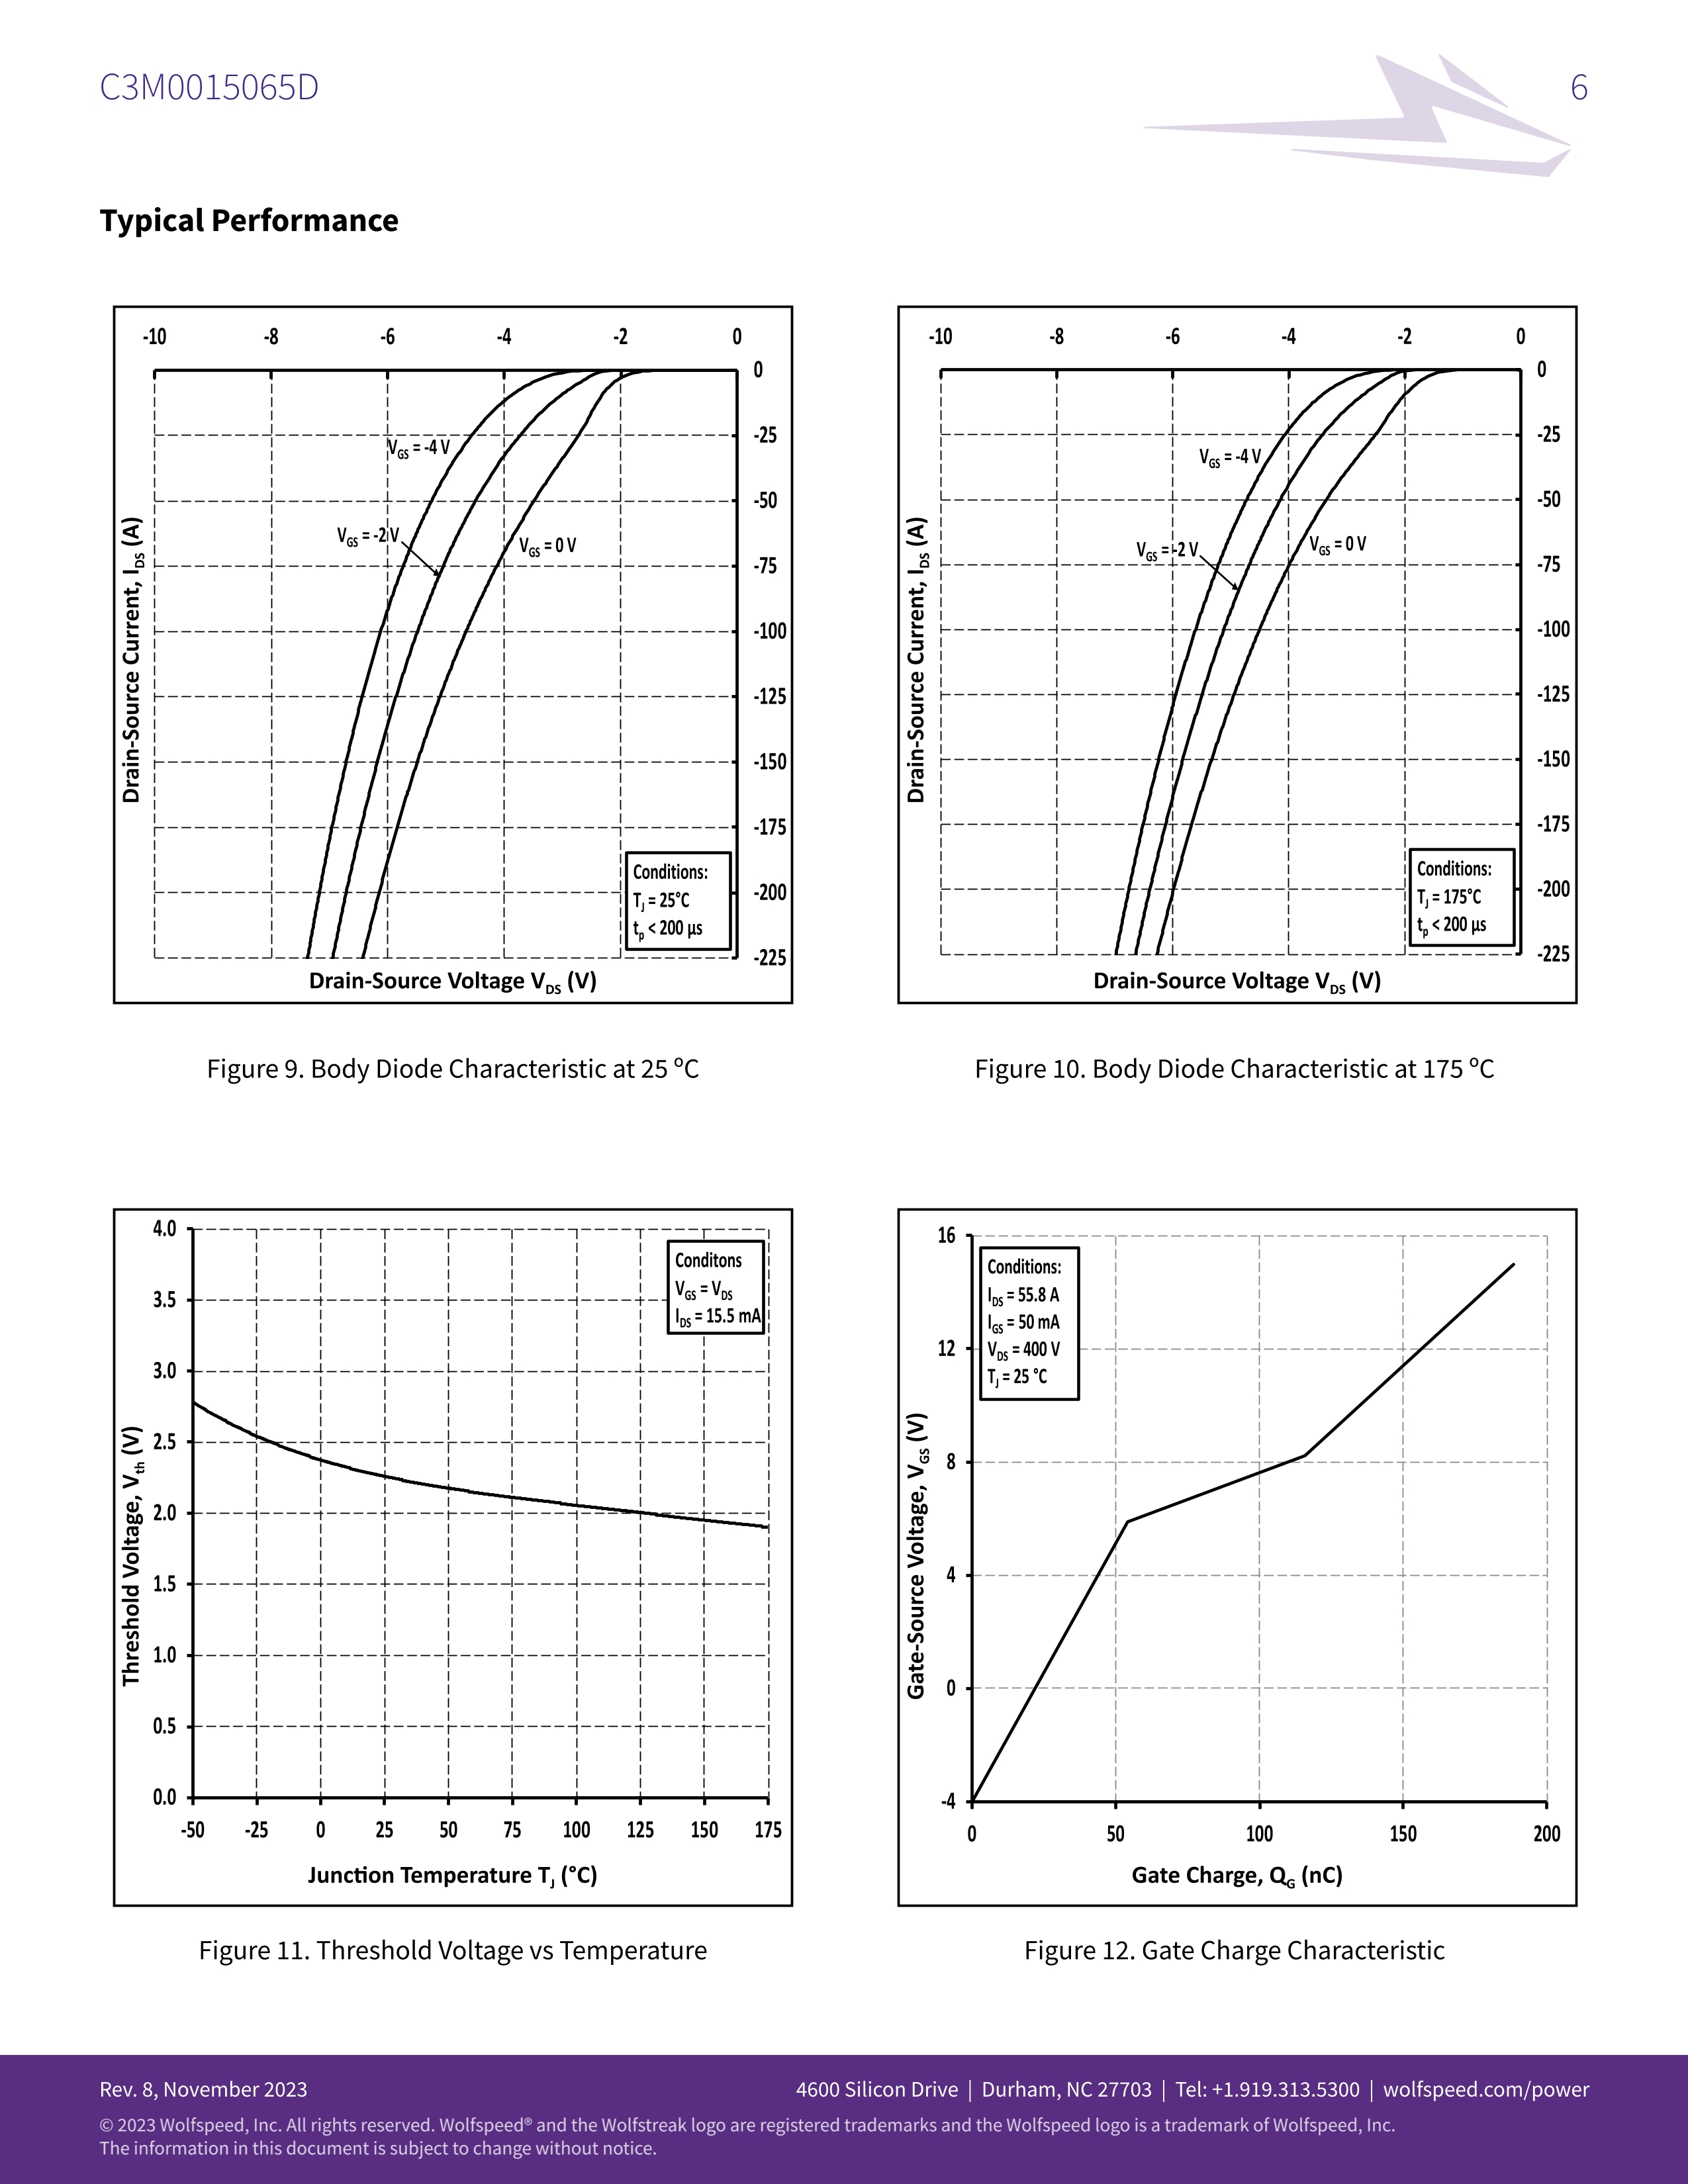 C3M0015065D
6
Typical Performance
-10 -8 -6 -4 -2 0
0
-25
-50
-75
-100
-125
-150
-175
-200
-225
VGS = -4 V
VGS = -2 V
VGS = 0 V
Conditions:
TJ = 25°C
tp < 200 µs
Drain-Source Current, IDS (A)
Drain-Source Voltage VDS (V)
Figure 9. Body Diode Characteristic at 25 ºC
-10 -8 -6 -4 -2 0
0
-25
-50
-75
-100
-125
-150
-175
-200
-225
VGS = -4 V
VGS = -2 V
VGS = 0 V
Conditions:
TJ = 175°C
tp < 200 µs
Drain-Source Current, IDS (A)
Drain-Source Voltage VDS (V)
Figure 10. Body Diode Characteristic at 175 ºC
4.0
3.5
3.0
2.5
2.0
1.5
1.0
0.5
0.0
Conditons
VGS = VDS
IDS = 15.5 mA
Threshold Voltage, Vth (V)
-50 -25 0 25 50 75 100 125 150 175
Junction Temperature TJ (°C)
Figure 11. Threshold Voltage vs Temperature
16
12
8
4
0
-4
Conditions:
IDS = 55.8 A
IGS = 50 mA
VDS = 400 V
TJ = 25 °C
Gate-Source Voltage, VGS (V)
0 50 100 150 200
Gate Charge, QG (nC)
Figure 12. Gate Charge Characteristic
Rev. 8, November 2023
4600 Silicon Drive | Durham, NC 27703 | Tel: +1.919.313.5300 | wolfspeed.com/power
© 2023 Wolfspeed, Inc. All rights reserved. Wolfspeed® and the Wolfstreak logo are registered trademarks and the Wolfspeed logo is a trademark of Wolfspeed, Inc.
The information in this document is subject to change without notice.